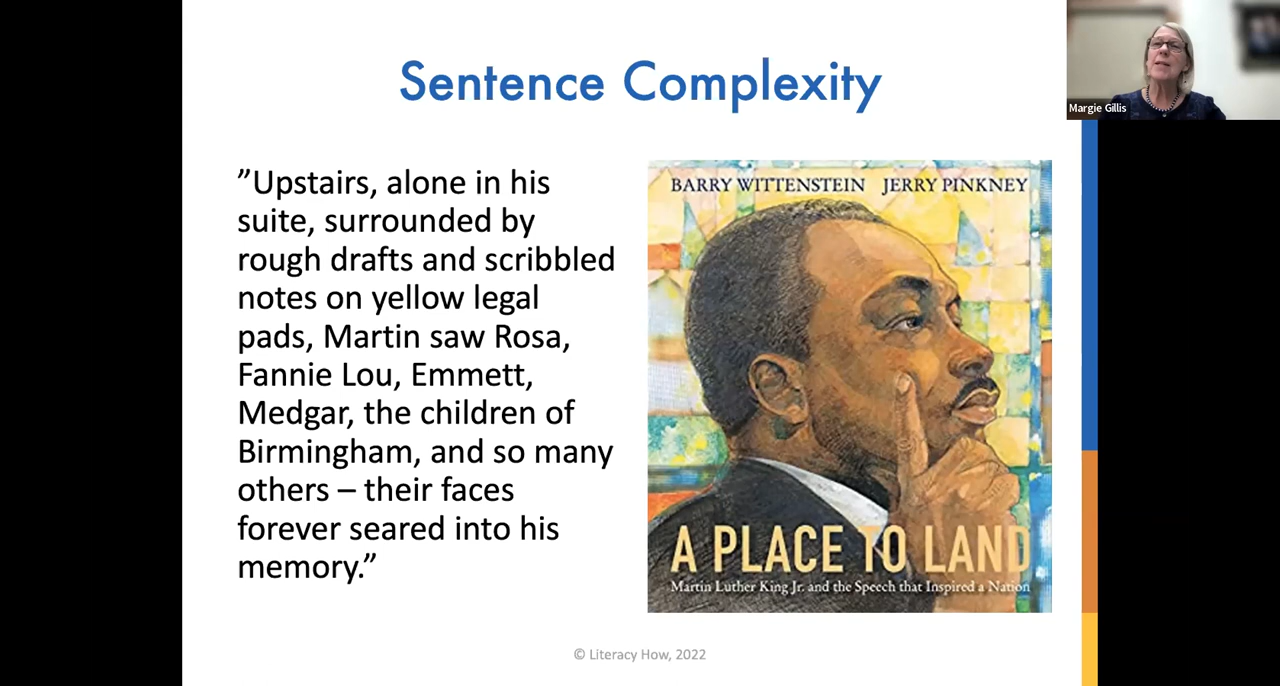 Sentence Complexity
Margie Gillis
”Upstairs, alone in his
suite, surrounded by
rough drafts and scribbled
notes on yellow legal
pads, Martin saw Rosa,
Fannie Lou, Emmett,
Medgar, the children of
Birmingham, and so many
others – their faces
forever seared into his
memory.”
BARRY WITTENSTEIN JERRY PINKNEY
A PLACE TO LAND
Martin Luther King Jr. and the Speech that Inspired a Nation
© Literacy How, 2022